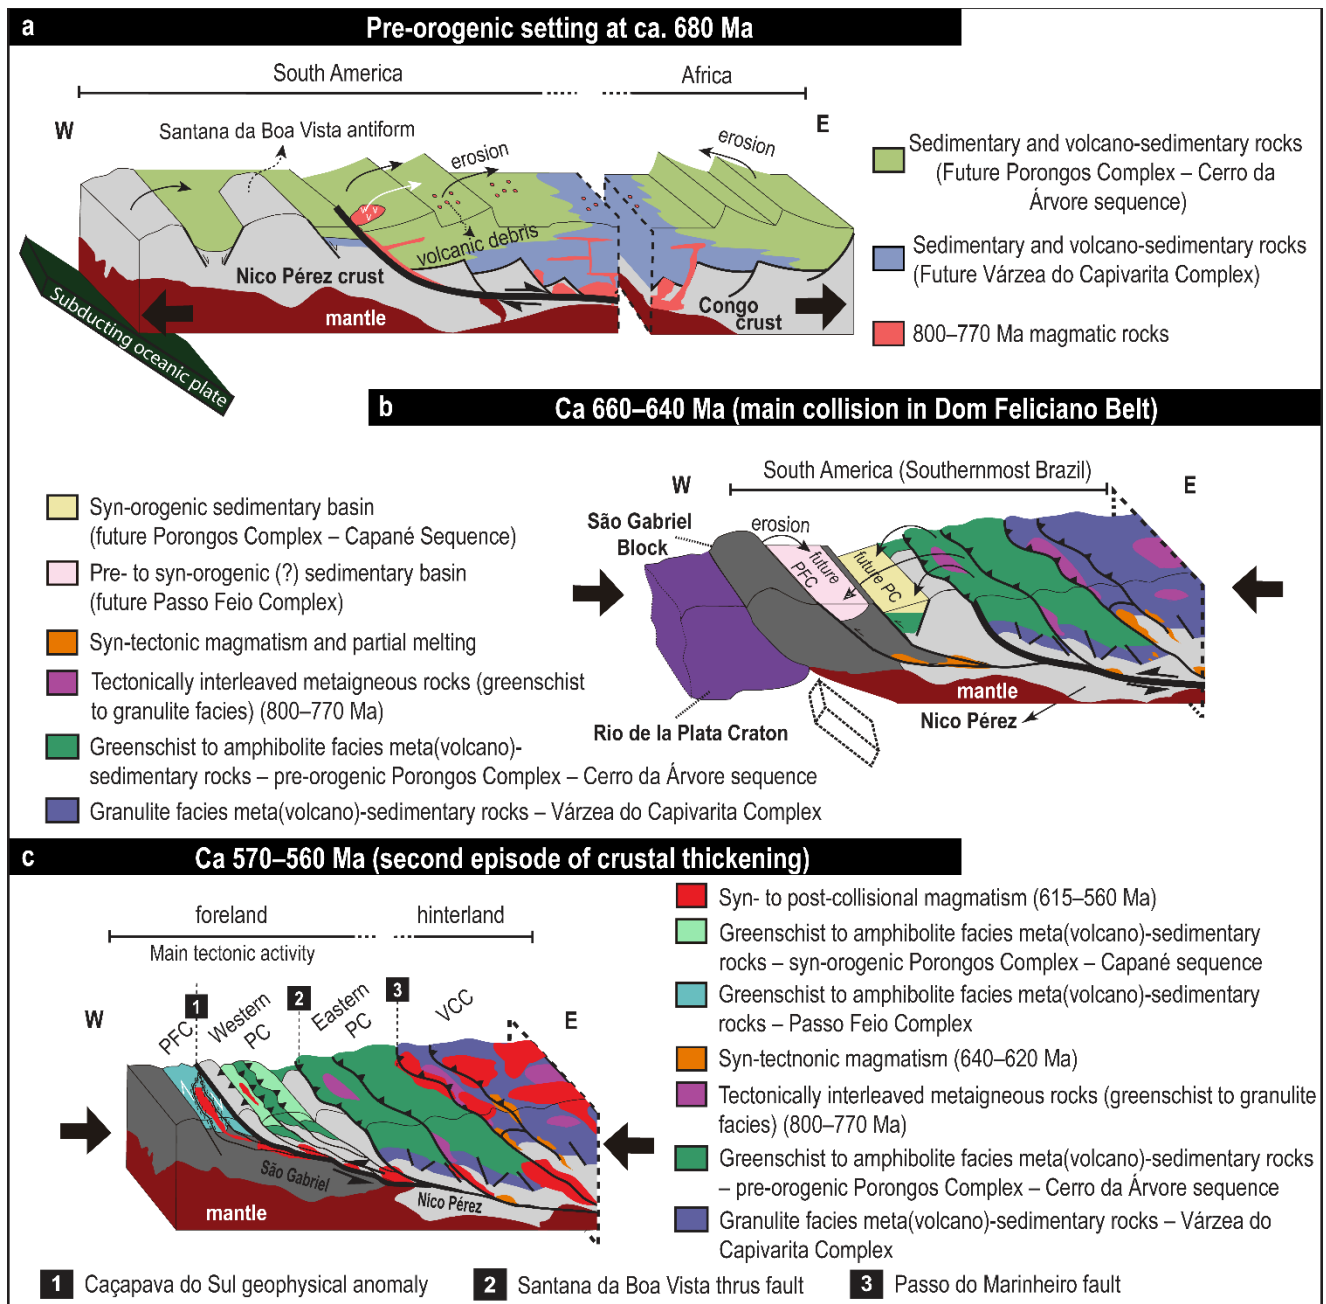 a
Pre-orogenic setting at ca. 680 Ma
South America
Africa
W
E
Santana da Boa Vista antiform
erosion
erosion
volcanic debris
Nico Pérez crust
mantle
Congo
crust
Subducting oceanic plate
Sedimentary and volcano-sedimentary rocks
(Future Porongos Complex – Cerro da
Árvore sequence)
Sedimentary and volcano-sedimentary rocks
(Future Várzea do Capivarita Complex)
800–770 Ma magmatic rocks
b
Ca 660–640 Ma (main collision in Dom Feliciano Belt)
South America (Southernmost Brazil)
W
E
São Gabriel
Block
erosion
future
PFC
future PC
mantle
Nico Pérez
Rio de la Plata Craton
Syn-orogenic sedimentary basin
(future Porongos Complex – Capané Sequence)
Pre- to syn-orogenic (?) sedimentary basin
(future Passo Feio Complex)
Syn-tectonic magmatism and partial melting
Tectonically interleaved metaigneous rocks (greenschist
to granulite facies) (800–770 Ma)
Greenschist to amphibolite facies meta(volcano)-
sedimentary rocks – pre-orogenic Porongos Complex – Cerro da Árvore sequence
Granulite facies meta(volcano)-sedimentary rocks – Várzea do Capivarita Complex
c
Ca 570–560 Ma (second episode of crustal thickening)
foreland
hinterland
Main tectonic activity
1
2
3
W
E
PFC
Western
PC
Eastern
PC
VCC
São Gabriel
Nico Pérez
mantle
Syn- to post-collisional magmatism (615–560 Ma)
Greenschist to amphibolite facies meta(volcano)-sedimentary
rocks – syn-orogenic Porongos Complex – Capané sequence
Greenschist to amphibolite facies meta(volcano)-sedimentary
rocks – Passo Feio Complex
Syn-tectnonic magmatism (640–620 Ma)
Tectonically interleaved metaigneous rocks (greenschist to granulite
facies) (800–770 Ma)
Greenschist to amphibolite facies meta(volcano)-sedimentary rocks
– pre-orogenic Porongos Complex – Cerro da Árvore sequence
Granulite facies meta(volcano)-sedimentary rocks – Várzea do
Capivarita Complex
1 Caçapava do Sul geophysical anomaly
2 Santana da Boa Vista thrus fault
3 Passo do Marinheiro fault